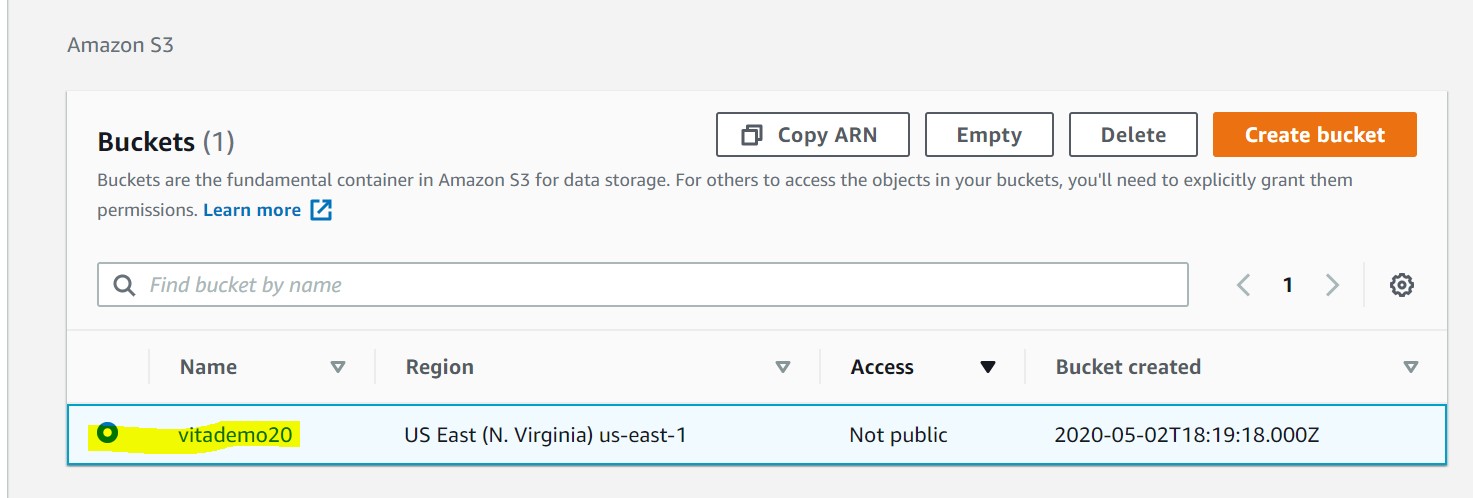 Amazon S3
Buckets (1)
Copy ARN
Empty
Delete
Create bucket
Buckets are the fundamental container in Amazon S3 for data storage. For others to access the objects in your buckets, you'll need to explicitly grant them
permissions. Learn more
Find bucket by name
1
Name Region Access Bucket created
vitademo20 US East (N. Virginia) us-east-1 Not public 2020-05-02T18:19:18.000Z